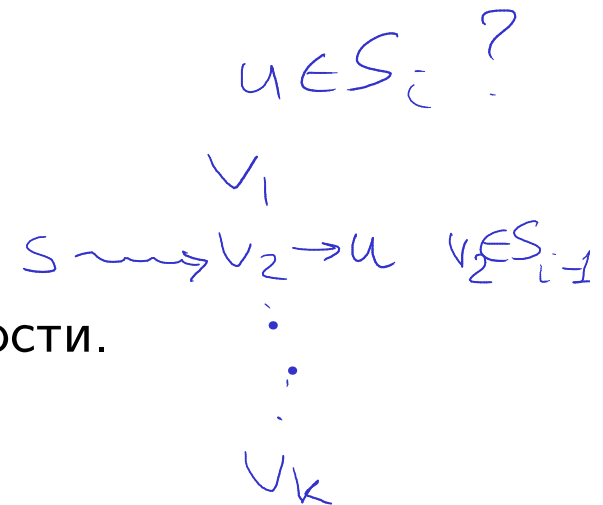 u ∈ S_i ?
v_1
s ⟿ v_2 → u v_2 ∈ S_{i-1}
ости.
⋮
v_k